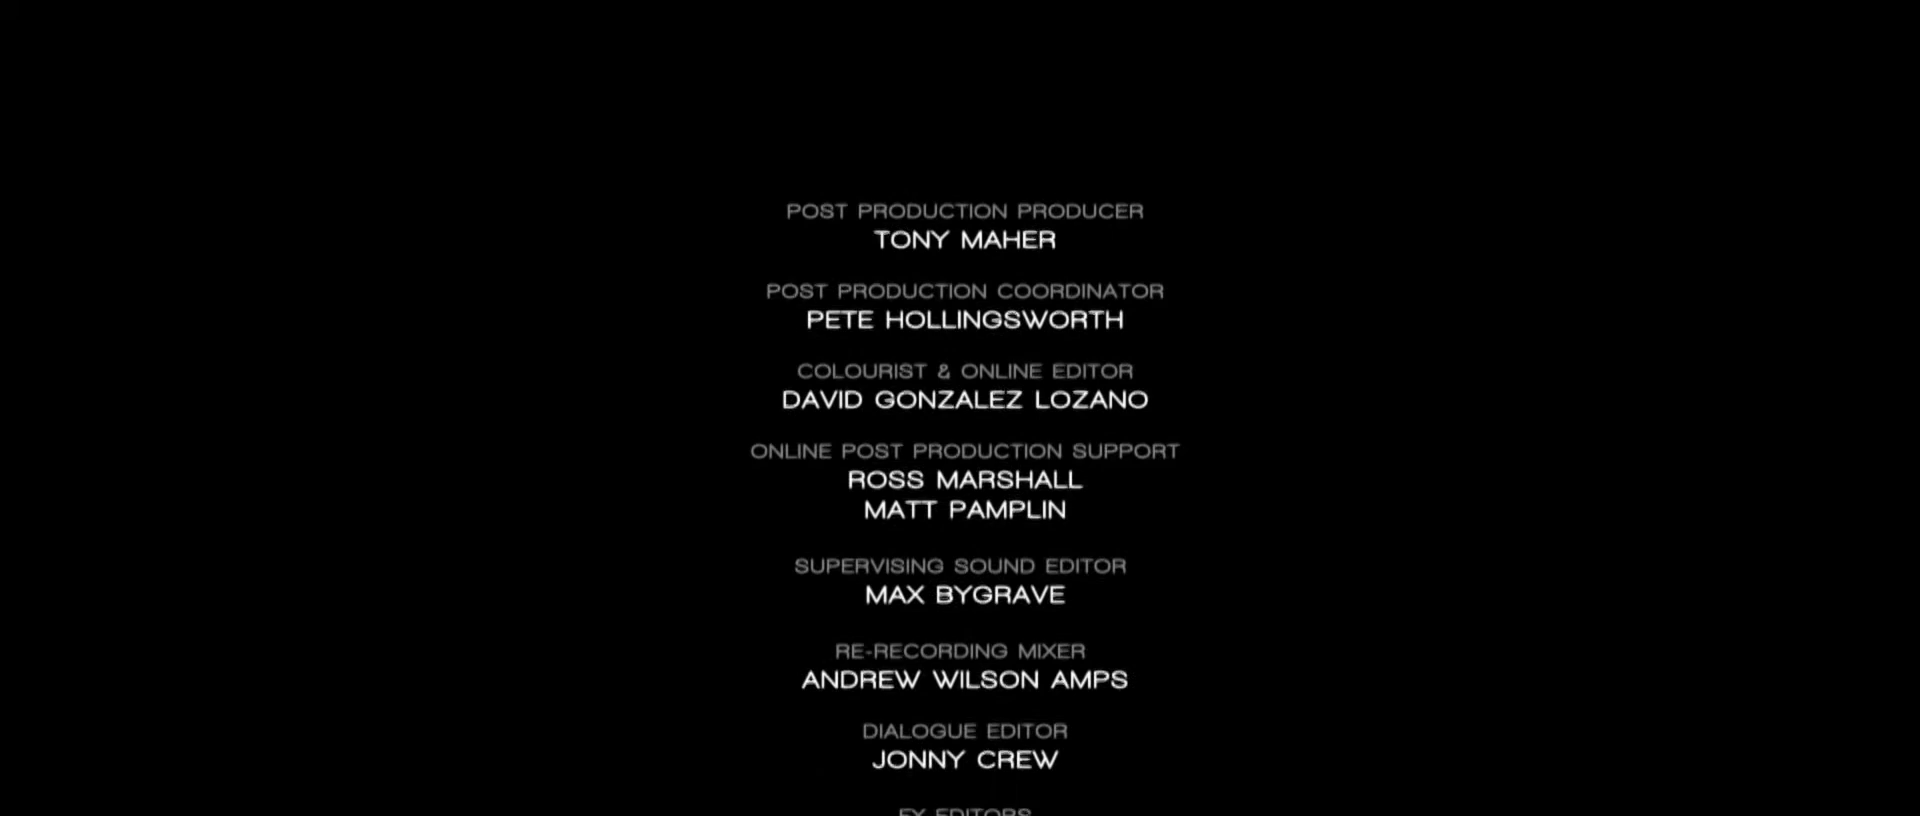 POST PRODUCTION PRODUCER
TONY MAHER
POST PRODUCTION COORDINATOR
PETE HOLLINGSWORTH
COLOURIST & ONLINE EDITOR
DAVID GONZALEZ LOZANO
ONLINE POST PRODUCTION SUPPORT
ROSS MARSHALL
MATT PAMPLIN
SUPERVISING SOUND EDITOR
MAX BYGRAVE
RE-RECORDING MIXER
ANDREW WILSON AMPS
DIALOGUE EDITOR
JONNY CREW
FX EDITORS